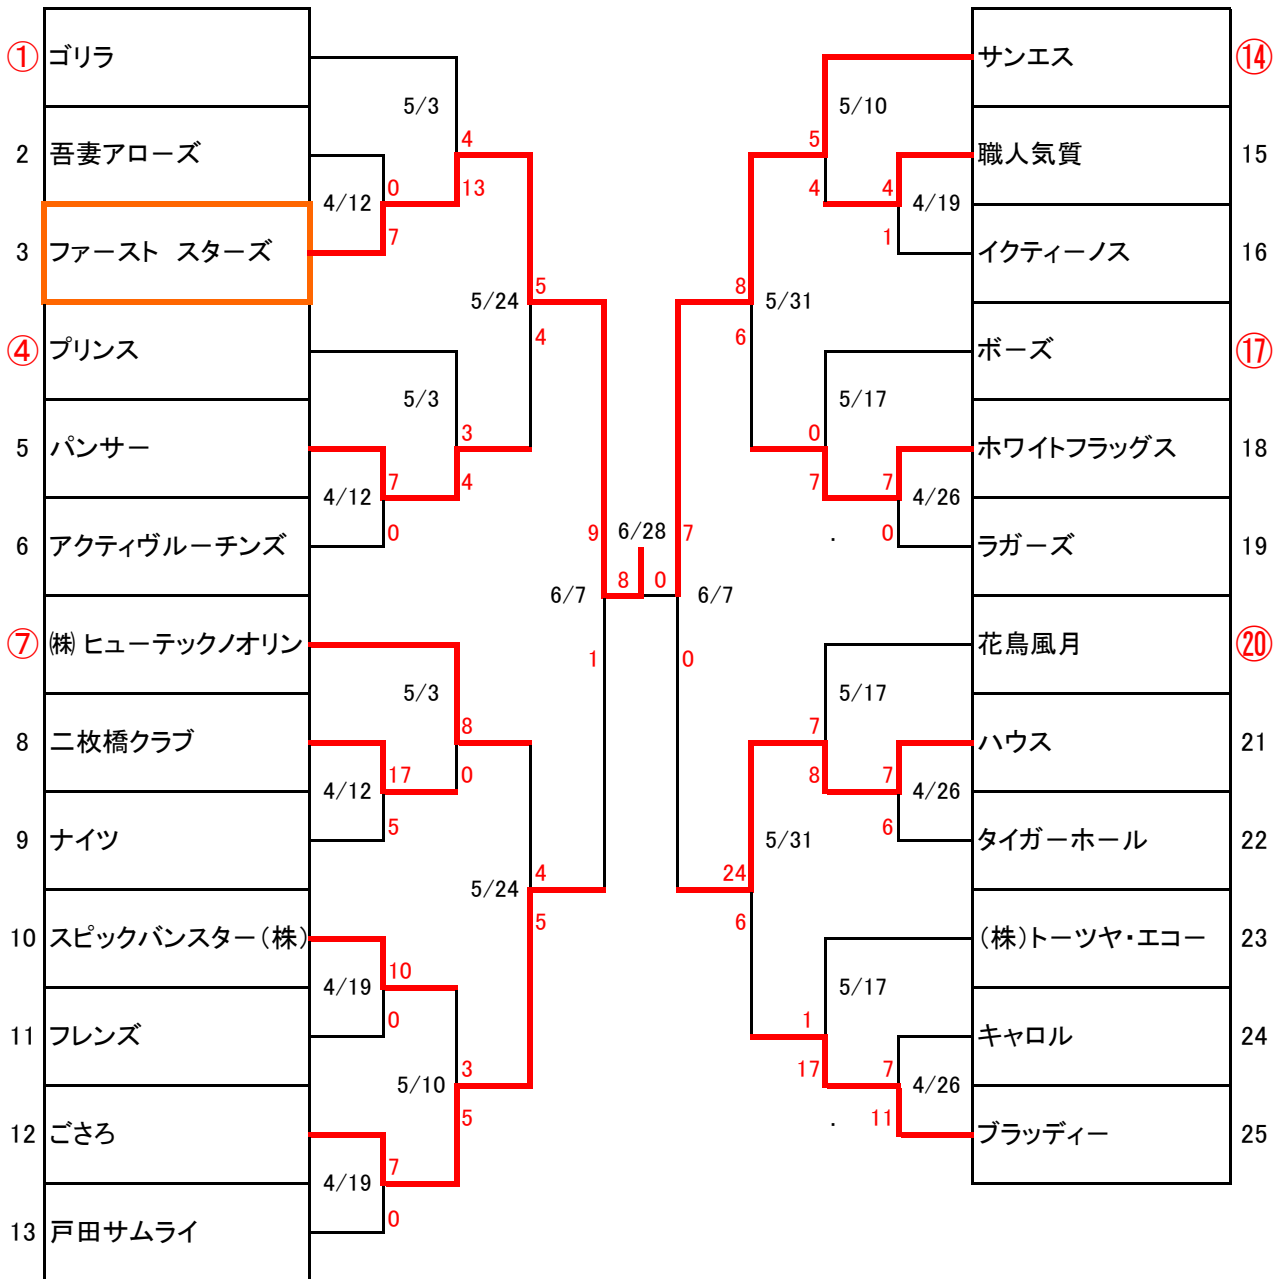 ① ゴリラ
2 吾妻アローズ
3 ファースト スターズ
④ プリンス
5 パンサー
6 アクティヴルーチンズ
⑦ ㈱ ヒューテックノオリン
8 二枚橋クラブ
9 ナイツ
10 スピックバンスター（株）
11 フレンズ
12 ごさろ
13 戸田サムライ
5/3
4
13
4/12
0
7
5/24
5
4
5/3
3
4
4/12
7
0
5/3
8
0
4/12
17
5
5/24
4
5
4/19
10
0
5/10
3
5
4/19
7
0
6/7
9
1
6/28
8 0
6/7
7
0
5/10
5
4
4/19
4
1
5/31
8
6
5/17
0
7
4/26
7
0
.
5/17
7
8
4/26
7
6
5/31
24
6
5/17
1
17
4/26
7
11
.
サンエス ⑭
職人気質 15
イクティーノス 16
ボーズ ⑰
ホワイトフラッグス 18
ラガーズ 19
花鳥風月 ⑳
ハウス 21
タイガーホール 22
（株）トーツヤ・エコー 23
キャロル 24
ブラッディー 25